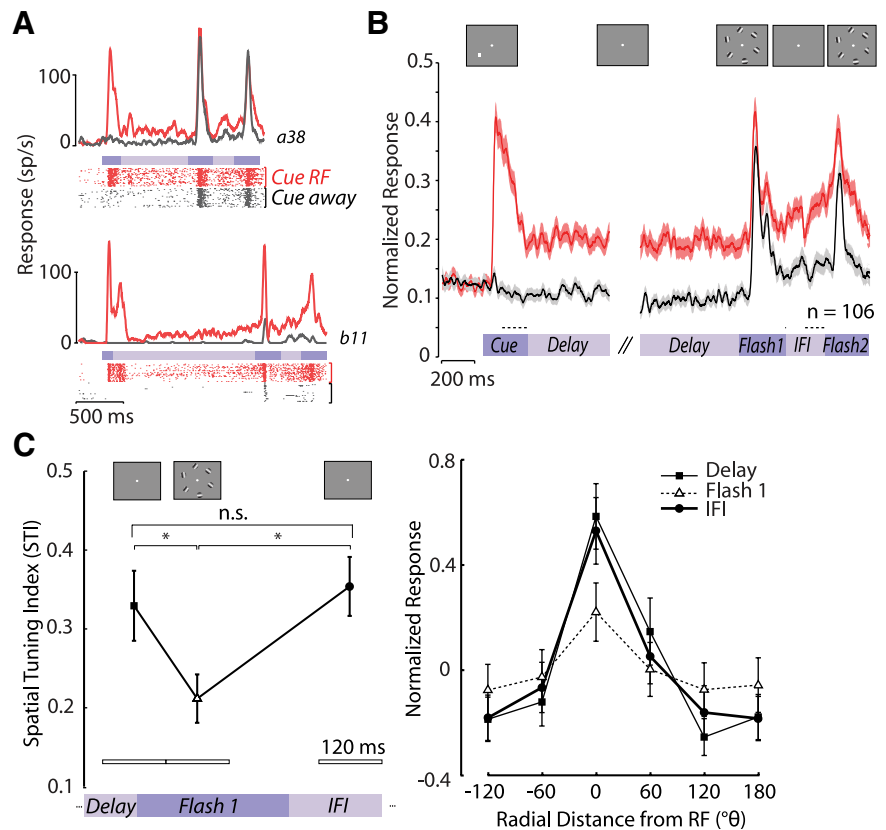 A
Response (sp/s)
100
0
a38
Cue RF
Cue away
100
0
b11
500 ms
B
Normalized Response
0.5
0.4
0.3
0.2
0.1
0
n = 106
Cue Delay // Delay Flash1 IFI Flash2
200 ms
C
Spatial Tuning Index (STI)
0.5
0.4
0.3
0.2
0.1
n.s.
* *
120 ms
Delay Flash 1 IFI
Normalized Response
0.8
0.4
0
-0.4
Delay
Flash 1
IFI
-120 -60 0 60 120 180
Radial Distance from RF (°θ)